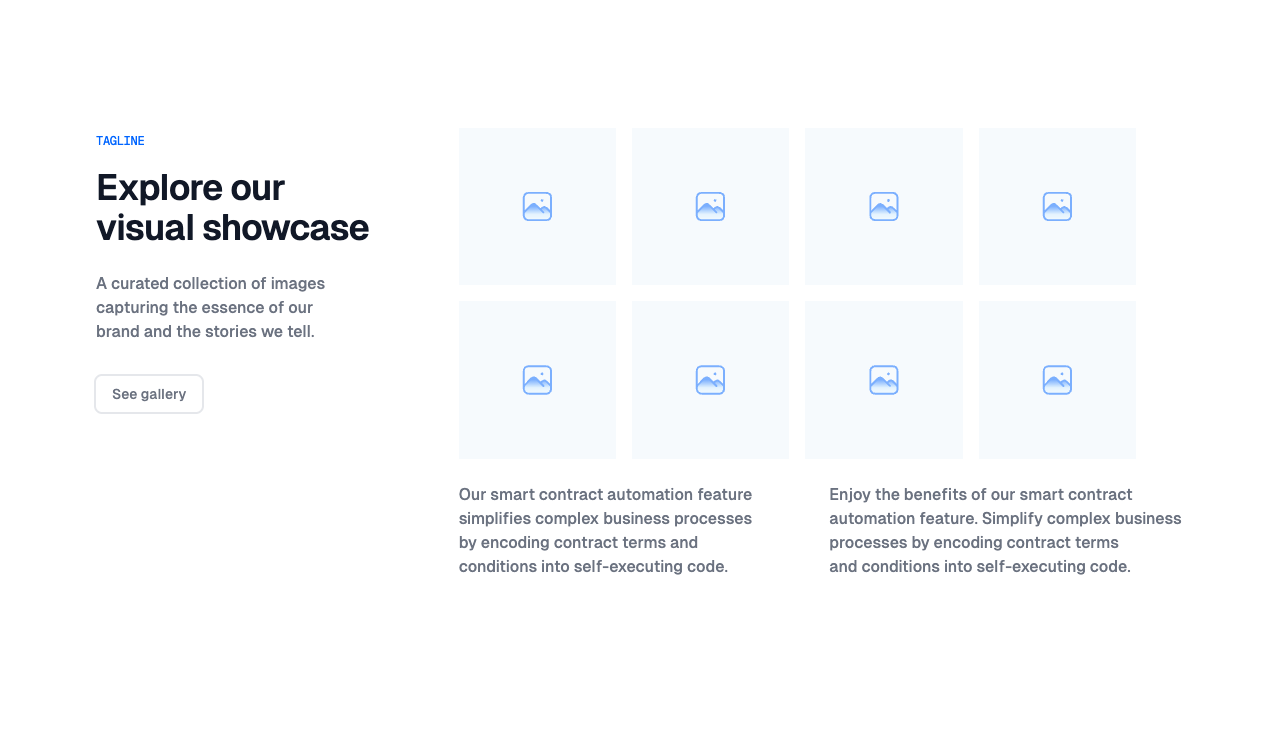 TAGLINE
Explore our
visual showcase
A curated collection of images
capturing the essence of our
brand and the stories we tell.
See gallery
Our smart contract automation feature
simplifies complex business processes
by encoding contract terms and
conditions into self-executing code.
Enjoy the benefits of our smart contract
automation feature. Simplify complex business
processes by encoding contract terms
and conditions into self-executing code.